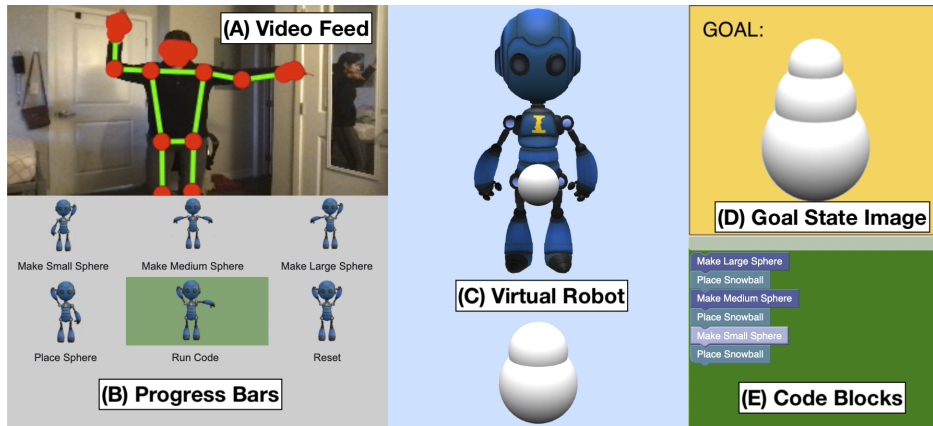 (A) Video Feed
Make Small Sphere
Make Medium Sphere
Make Large Sphere
Place Sphere
Run Code
Reset
(B) Progress Bars
I
(C) Virtual Robot
GOAL:
(D) Goal State Image
Make Large Sphere
Place Snowball
Make Medium Sphere
Place Snowball
Make Small Sphere
Place Snowball
(E) Code Blocks